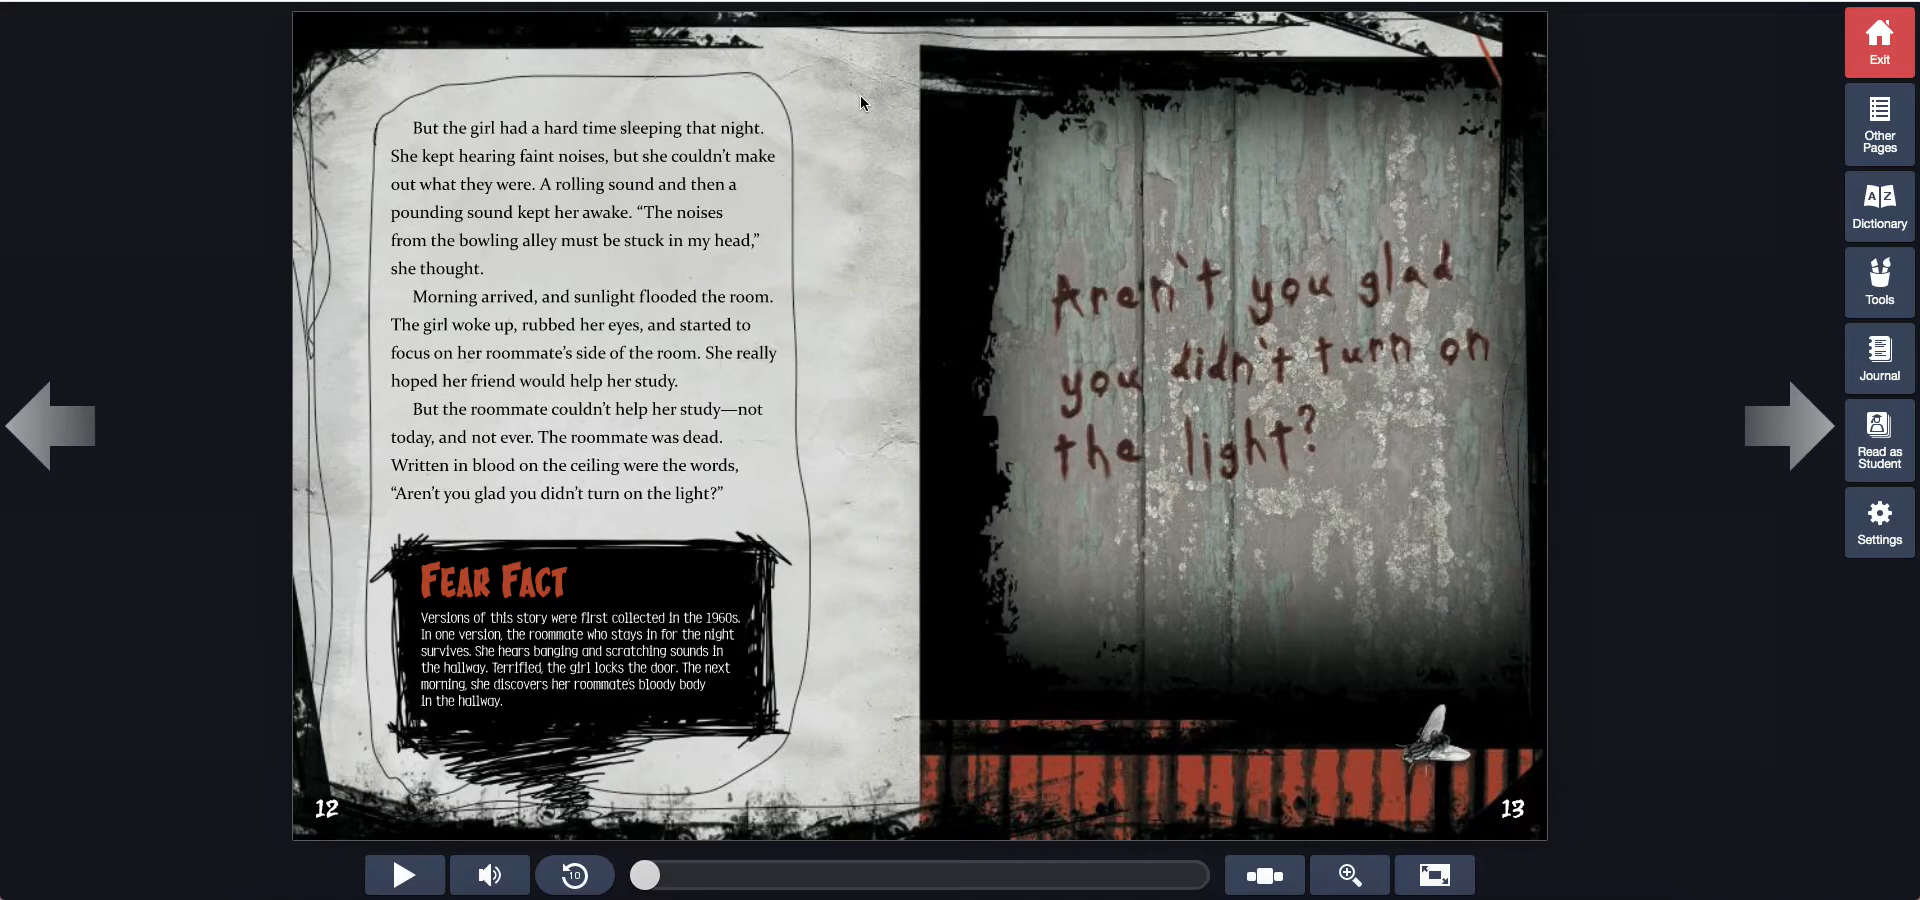 But the girl had a hard time sleeping that night.
She kept hearing faint noises, but she couldn’t make
out what they were. A rolling sound and then a
pounding sound kept her awake. “The noises
from the bowling alley must be stuck in my head,”
she thought.
Morning arrived, and sunlight flooded the room.
The girl woke up, rubbed her eyes, and started to
focus on her roommate’s side of the room. She really
hoped her friend would help her study.
But the roommate couldn’t help her study—not
today, and not ever. The roommate was dead.
Written in blood on the ceiling were the words,
“Aren’t you glad you didn’t turn on the light?”
FEAR FACT
Versions of this story were first collected in the 1960s.
In one version, the roommate who stays in for the night
survives. She hears banging and scratching sounds in
the hallway. Terrified, the girl locks the door. The next
morning, she discovers her roommate’s bloody body
in the hallway.
12
Aren't you glad
you didn't turn on
the light?
13
Exit
Other
Pages
A Z
Dictionary
Tools
Journal
Read as
Student
Settings
10